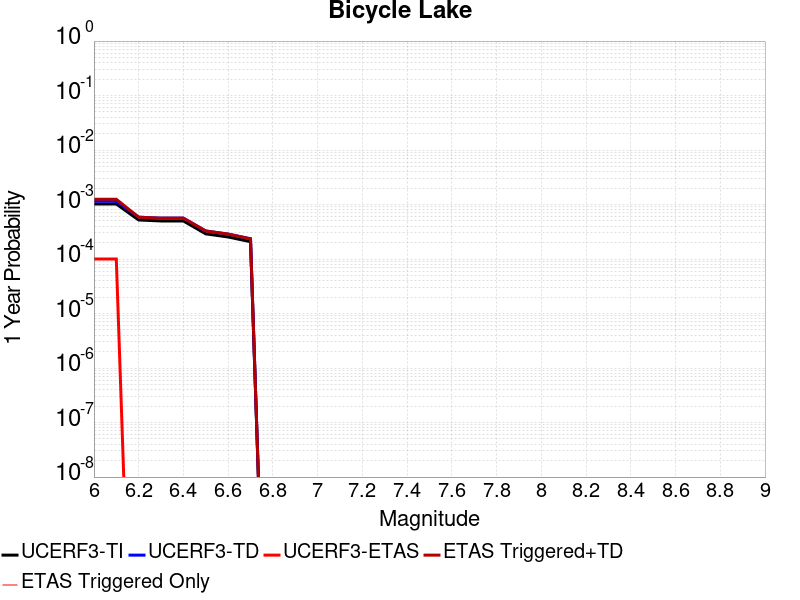 Bicycle Lake
10 0
10 -1
10 -2
10 -3
10 -4
10 -5
10 -6
10 -7
10 -8
1 Year Probability
6 6.2 6.4 6.6 6.8 7 7.2 7.4 7.6 7.8 8 8.2 8.4 8.6 8.8 9
Magnitude
UCERF3-TI UCERF3-TD UCERF3-ETAS ETAS Triggered+TD
ETAS Triggered Only